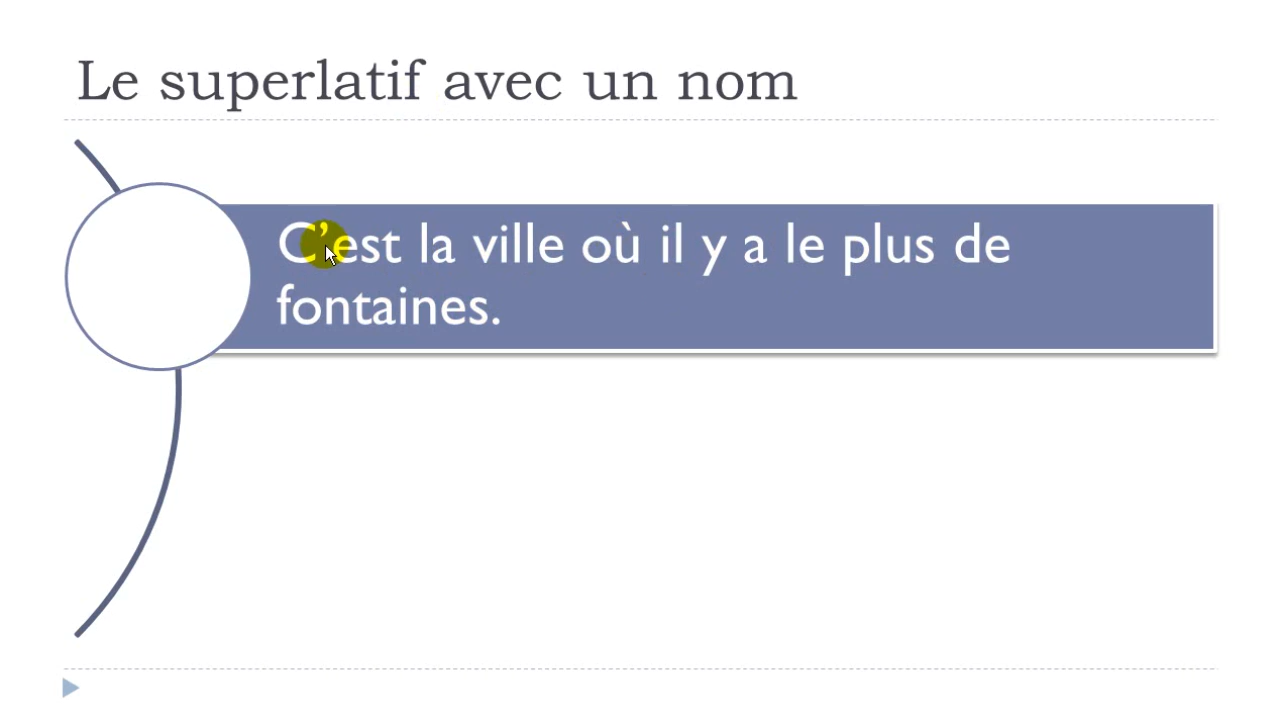 Le superlatif avec un nom
C’est la ville où il y a le plus de
fontaines.